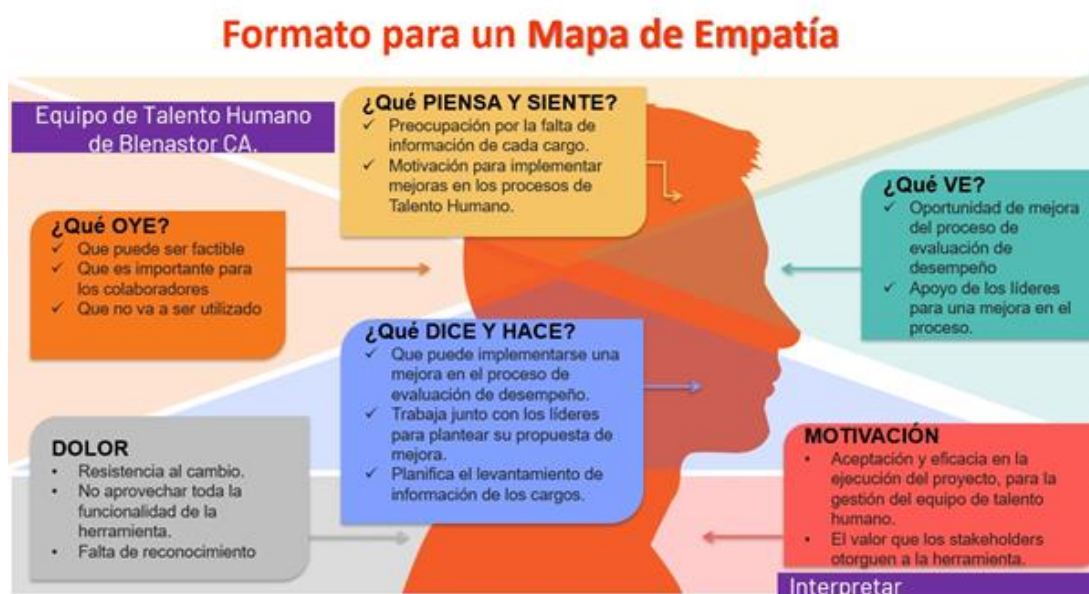 Formato para un Mapa de Empatía
Equipo de Talento Humano
de Blenastor CA.
¿Qué PIENSA Y SIENTE?
✓ Preocupación por la falta de
información de cada cargo.
✓ Motivación para implementar
mejoras en los procesos de
Talento Humano.
¿Qué VE?
✓ Oportunidad de mejora
del proceso de
evaluación de
desempeño
✓ Apoyo de los líderes
para una mejora en el
proceso.
¿Qué OYE?
✓ Que puede ser factible
✓ Que es importante para
los colaboradores
✓ Que no va a ser utilizado
¿Qué DICE Y HACE?
✓ Que puede implementarse una
mejora en el proceso de
evaluación de desempeño.
✓ Trabaja junto con los líderes
para plantear su propuesta de
mejora.
✓ Planifica el levantamiento de
información de los cargos.
DOLOR
• Resistencia al cambio.
• No aprovechar toda la
funcionalidad de la
herramienta.
• Falta de reconocimiento
MOTIVACIÓN
• Aceptación y eficacia en la
ejecución del proyecto, para la
gestión del equipo de talento
humano.
• El valor que los stakeholders
otorguen a la herramienta.
Interpretar